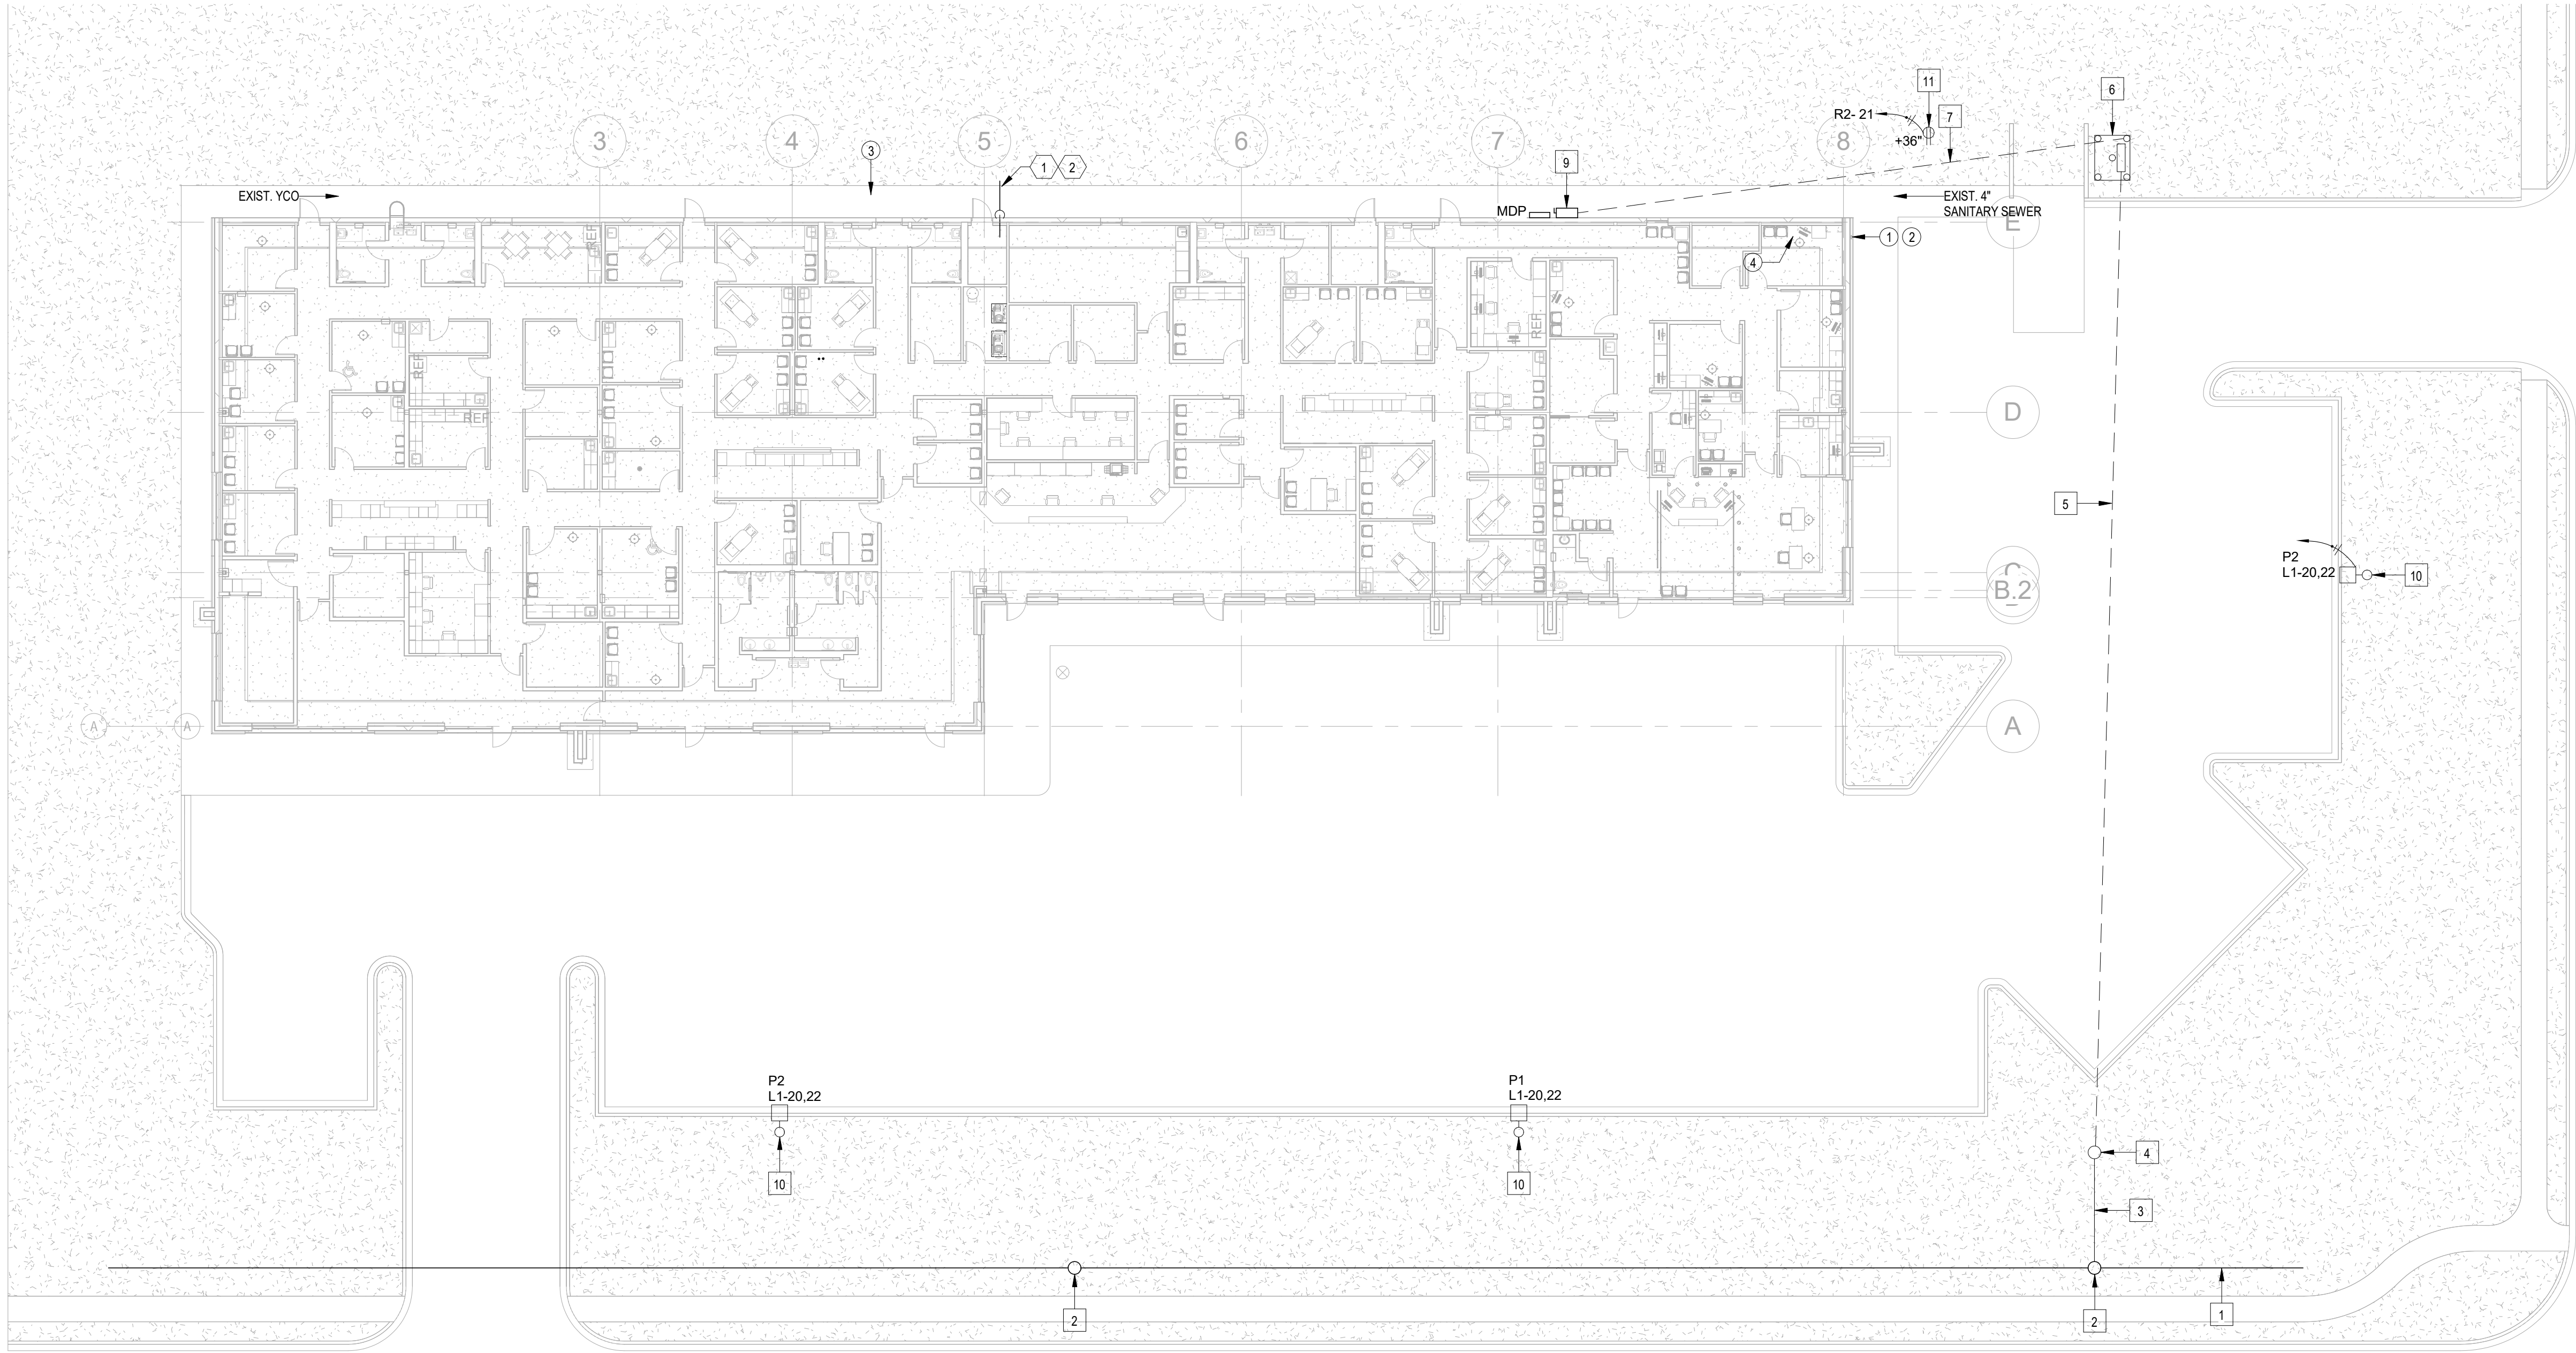 11
6
R2- 21
7
+36"
3
4
5
6
7
8
3
1
2
9
EXIST. YCO
EXIST. 4"
SANITARY SEWER
MDP
E
1
2
4
REF
REF
REF
REF
D
5
P2
L1-20,22
10
B.2
A
A
A
P2
L1-20,22
P1
L1-20,22
10
10
4
3
2
2
1